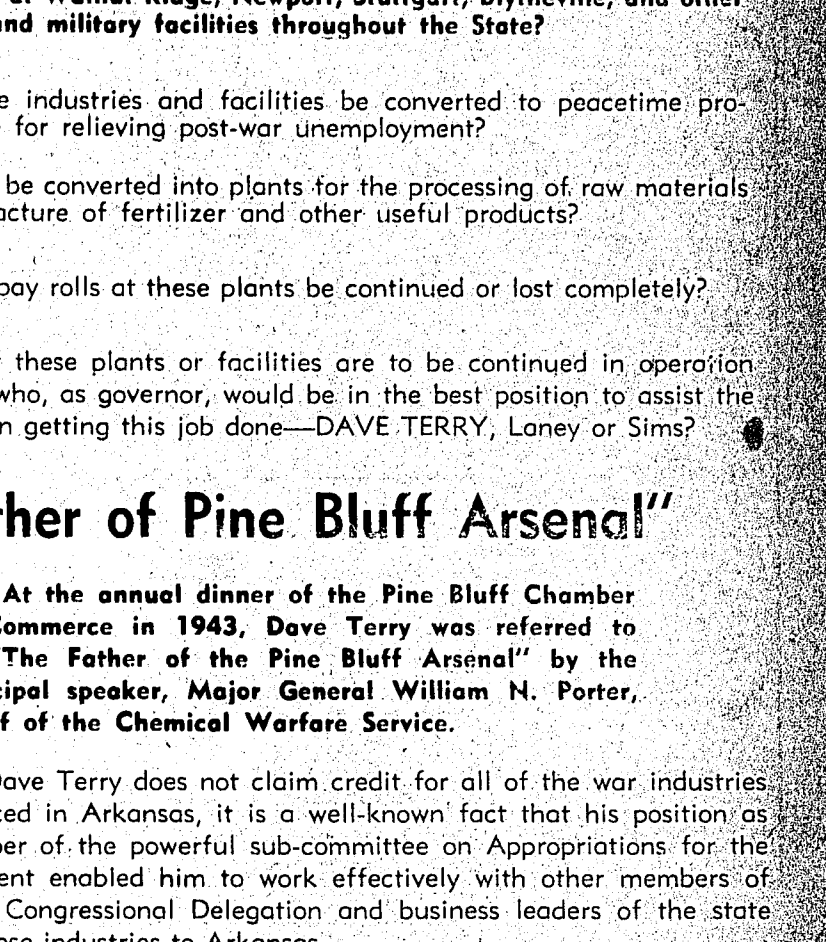 at Walnut Ridge, Newport, Stuttgart, Blytheville, and other
and military facilities throughout the State?
e industries and facilities be converted to peacetime pro-
for relieving post-war unemployment?
be converted into plants for the processing of raw materials
acture of fertilizer and other useful products?
pay rolls at these plants be continued or lost completely?
these plants or facilities are to be continued in operation
who, as governor, would be in the best position to assist the
n getting this job done—DAVE TERRY, Laney or Sims?
ther of Pine Bluff Arsenal"
At the annual dinner of the Pine Bluff Chamber
Commerce in 1943, Dave Terry was referred to
"The Father of the Pine Bluff Arsenal" by the
cipal speaker, Major General William N. Porter,
f of the Chemical Warfare Service.
Dave Terry does not claim credit for all of the war industries
ted in Arkansas, it is a well-known fact that his position as
ber of the powerful sub-committee on Appropriations for the
ent enabled him to work effectively with other members of
Congressional Delegation and business leaders of the state
ese industries to Arkansas.